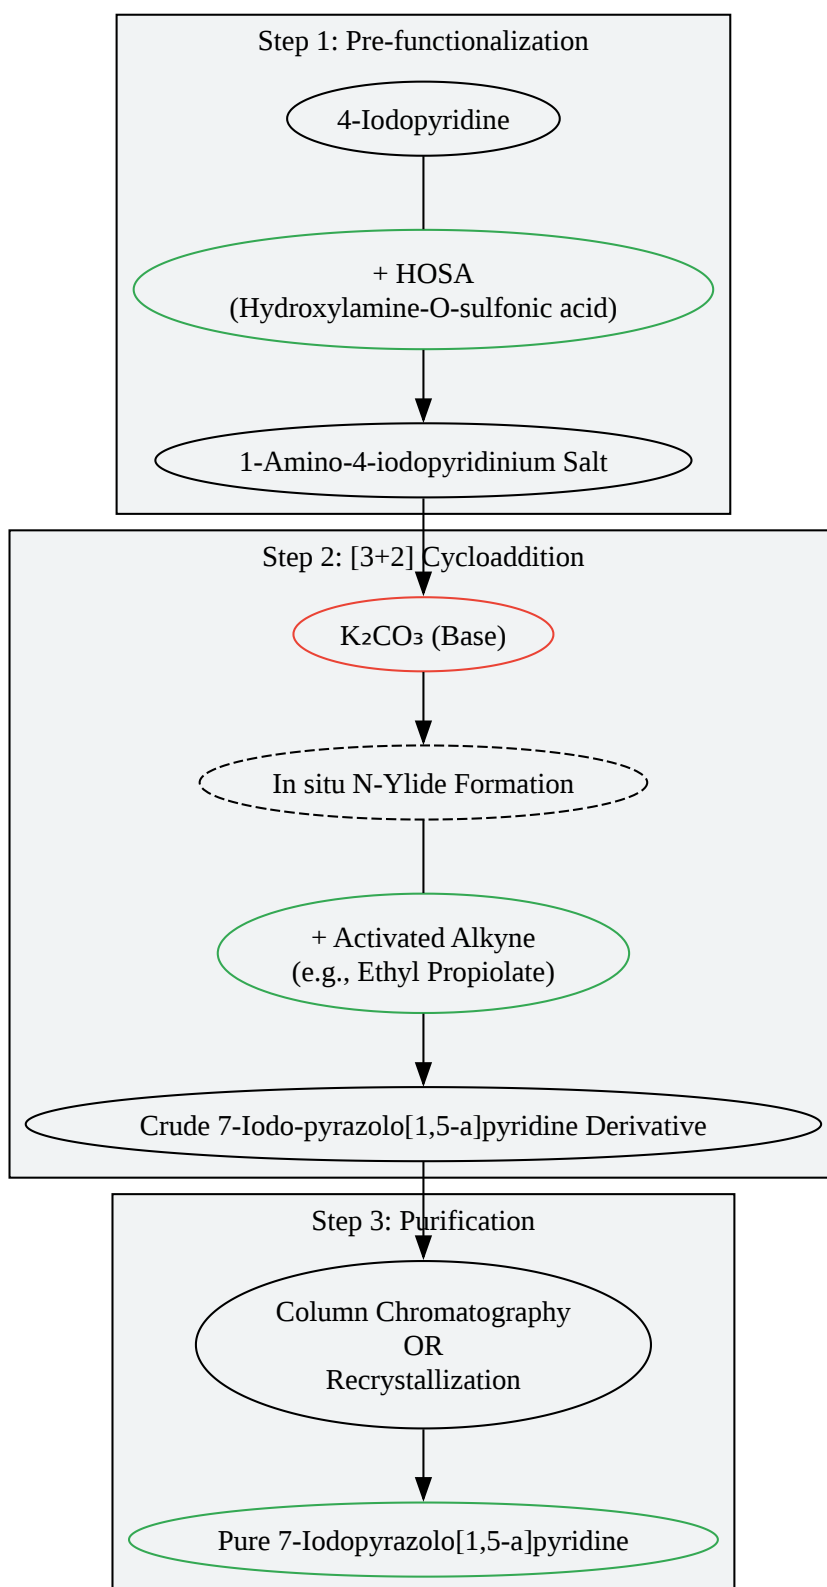 Step 1: Pre-functionalization
4-Iodopyridine
+ HOSA
(Hydroxylamine-O-sulfonic acid)
1-Amino-4-iodopyridinium Salt
Step 2: [3+2] Cycloaddition
K₂CO₃ (Base)
In situ N-Ylide Formation
+ Activated Alkyne
(e.g., Ethyl Propiolate)
Crude 7-Iodo-pyrazolo[1,5-a]pyridine Derivative
Step 3: Purification
Column Chromatography
OR
Recrystallization
Pure 7-Iodopyrazolo[1,5-a]pyridine